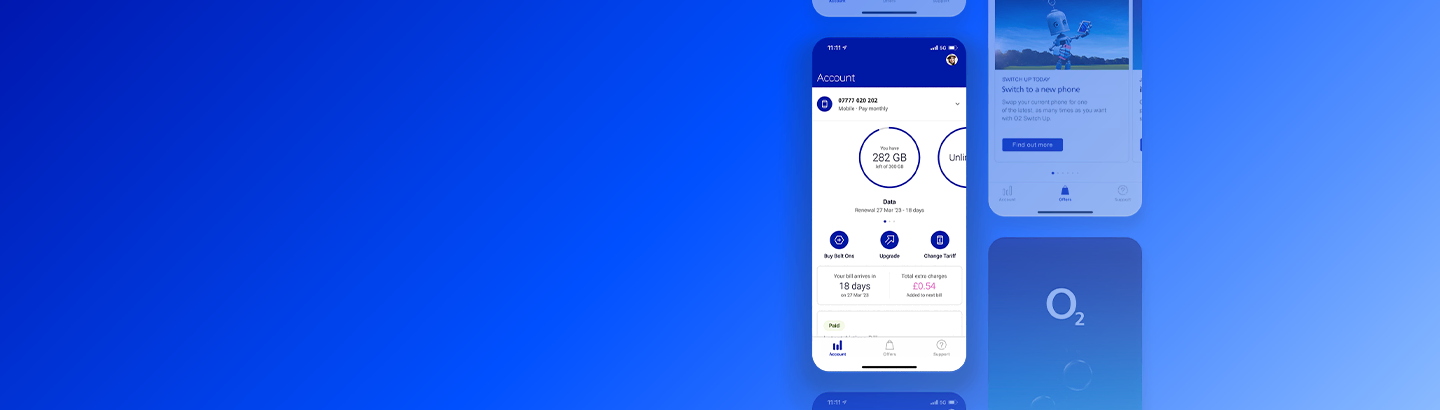 11:11
5G
Account
07777 020 202
Mobile · Pay monthly
You have
282 GB
left of 300 GB
Unli
Data
Renewal 27 Mar '23 · 18 days
Buy Bolt Ons
Upgrade
Change Tariff
Your bill arrives in
18 days
on 27 Mar '23
Total extra charges
£0.54
Added to next bill
Paid
Account
Offers
Support
11:11
5G
SWITCH UP TODAY
Switch to a new phone
Swap your current phone for one
of the latest, as many times as you want
with O2 Switch Up.
Find out more
Account
Offers
Support
O2